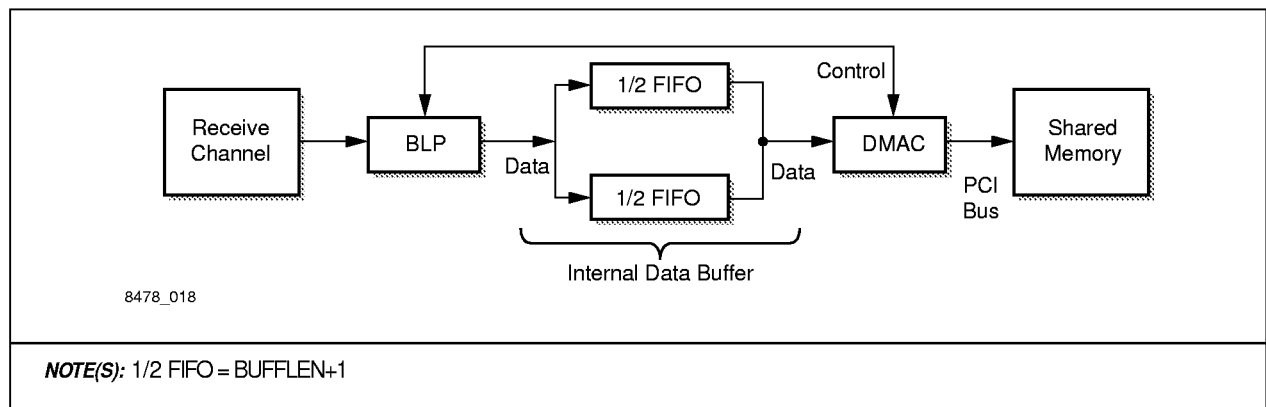 Control
1/2 FIFO
Receive
Channel
BLP
Data
1/2 FIFO
Data
DMAC
PCI
Bus
Shared
Memory
Internal Data Buffer
8478_018
NOTE(S): 1/2 FIFO = BUFFLEN+1